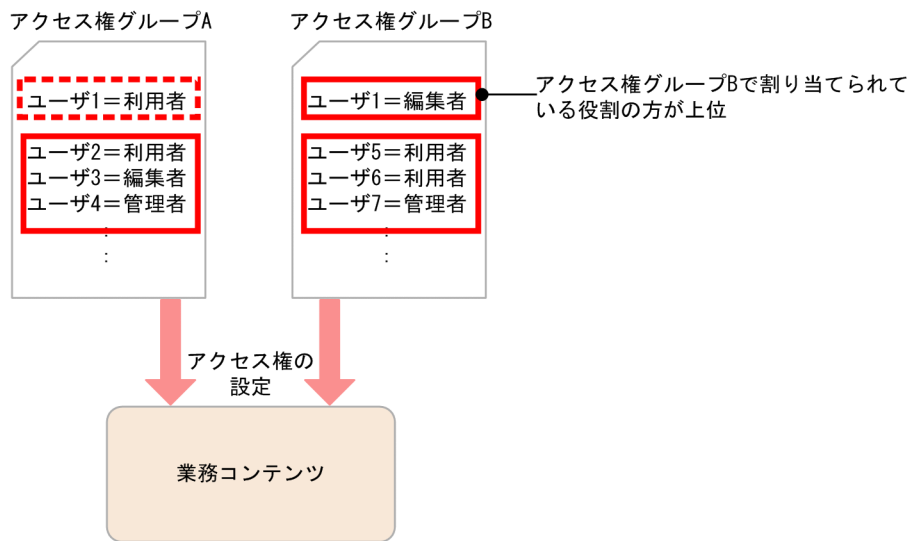 アクセス権グループA
ユーザ1＝利用者
ユーザ2＝利用者
ユーザ3＝編集者
ユーザ4＝管理者
：
：
アクセス権グループB
ユーザ1＝編集者
ユーザ5＝利用者
ユーザ6＝利用者
ユーザ7＝管理者
：
：
アクセス権グループBで割り当てられて
いる役割の方が上位
アクセス権の
設定
業務コンテンツ